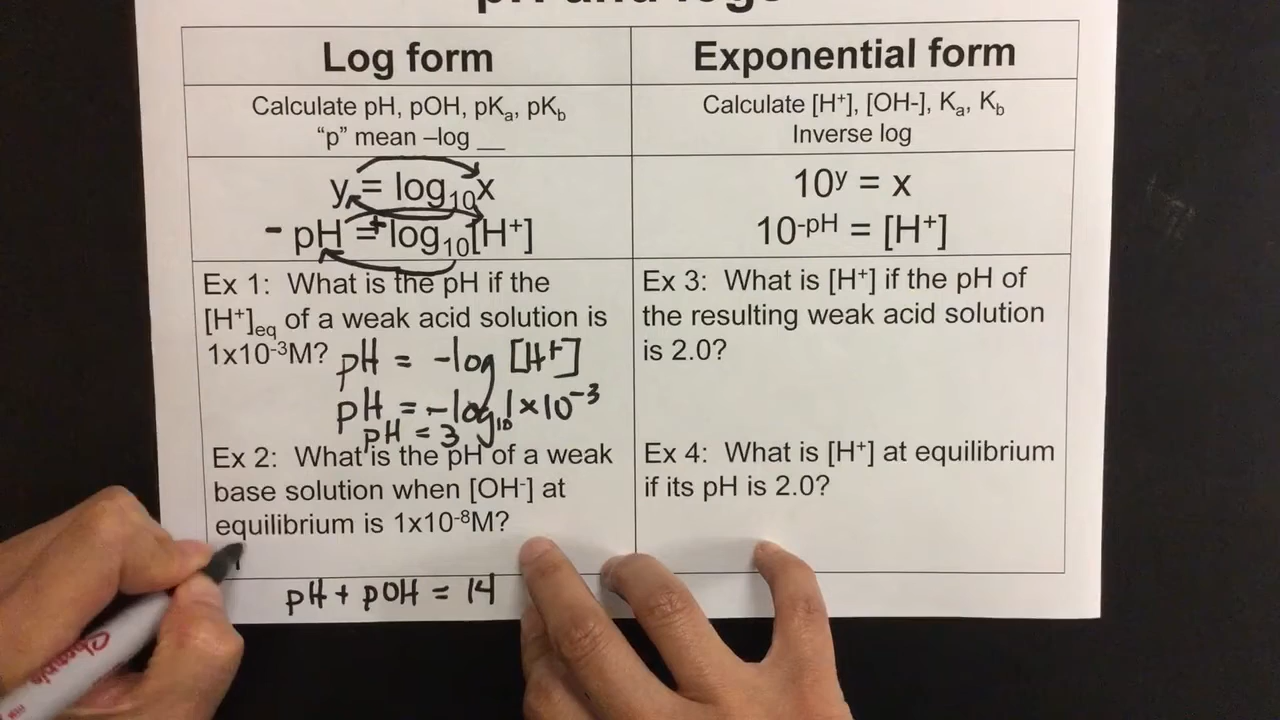 pH and logs
Log form
Exponential form
Calculate pH, pOH, pKa, pKb
"p" mean –log __
Calculate [H+], [OH-], Ka, Kb
Inverse log
y = log10x
- pH = + log10[H+]
10^y = x
10^-pH = [H+]
Ex 1: What is the pH if the
[H+]eq of a weak acid solution is
1x10-3M?
pH = -log [H+]
pH = -log10 1×10-3
pH = 3
Ex 3: What is [H+] if the pH of
the resulting weak acid solution
is 2.0?
Ex 2: What is the pH of a weak
base solution when [OH-] at
equilibrium is 1x10-8M?
pH + pOH = 14
Ex 4: What is [H+] at equilibrium
if its pH is 2.0?
Sharpie